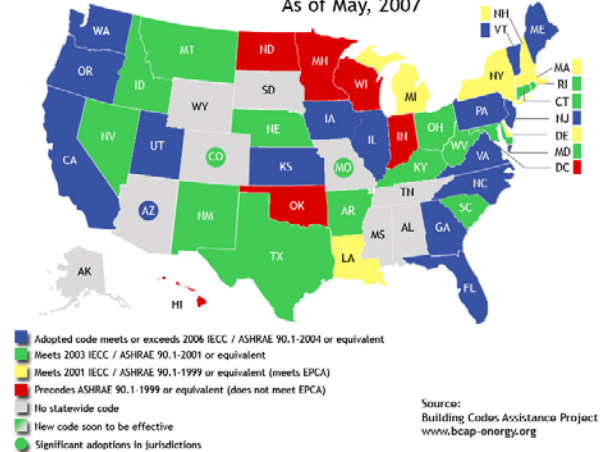 As of May, 2007
NH
VT
WA
ME
MT
ND
MN
OR
ID
SD
WI
NY
MA
MI
RI
WY
CT
IA
PA
NJ
NE
NV
OH
DE
UT
IL
IN
MD
CO
WV
VA
DC
CA
KS
MO
KY
NC
TN
AZ
OK
NM
AR
SC
MS
AL
GA
TX
LA
AK
FL
HI
Adopted code meets or exceeds 2006 IECC / ASHRAE 90.1-2004 or equivalent
Meets 2003 IECC / ASHRAE 90.1-2001 or equivalent
Meets 2001 IECC / ASHRAE 90.1-1999 or equivalent (meets EPCA)
Precedes ASHRAE 90.1-1999 or equivalent (does not meet EPCA)
No statewide code
New code soon to be effective
Significant adoptions in jurisdictions
Source:
Building Codes Assistance Project
www.bcap-onorgy.org